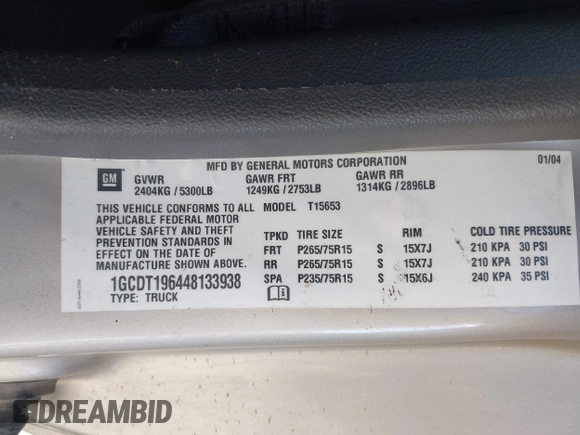 MFD BY GENERAL MOTORS CORPORATION 01/04
GM
GVWR GAWR FRT GAWR RR
2404KG / 5300LB 1249KG / 2753LB 1314KG / 2896LB
THIS VEHICLE CONFORMS TO ALL
APPLICABLE FEDERAL MOTOR
VEHICLE SAFETY AND THEFT
PREVENTION STANDARDS IN
EFFECT ON THE DATE OF
MANUFACTURE SHOWN ABOVE.
1GCDT196448133938
TYPE: TRUCK
MODEL T15653
TPKD TIRE SIZE RIM COLD TIRE PRESSURE
FRT P265/75R15 S 15X7J 210 KPA 30 PSI
RR P265/75R15 S 15X7J 210 KPA 30 PSI
SPA P235/75R15 S 15X6J 240 KPA 35 PSI
DREAMBID